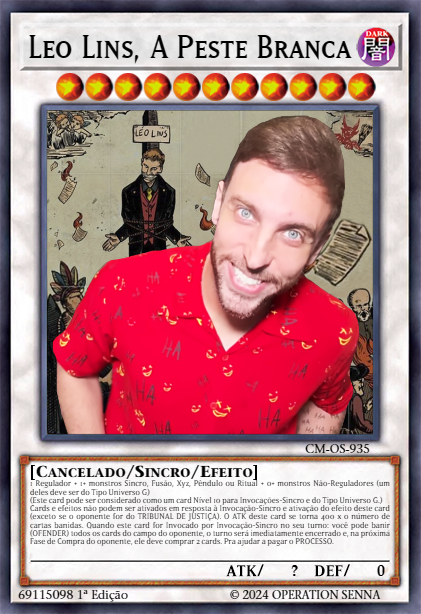 Leo Lins, A Peste Branca
DARK
闇
LÉO LINS
HA
HA
HA
HA
CM-OS-935
[Cancelado/Sincro/Efeito]
1 Regulador + 1+ monstros Sincro, Fusão, Xyz, Pêndulo ou Ritual + 0+ monstros Não-Reguladores (um
deles deve ser do Tipo Universo G)
(Este card pode ser considerado como um card Nível 10 para Invocações-Sincro e do Tipo Universo G.)
Cards e efeitos não podem ser ativados em resposta à Invocação-Sincro e ativação do efeito deste card
(exceto se o oponente for do TRIBUNAL DE JUSTIÇA). O ATK deste card se torna 400 x o número de
cartas banidas. Quando este card for Invocado por Invocação-Sincro no seu turno: você pode banir
(OFENDER) todos os cards do campo do oponente, o turno será imediatamente encerrado e, na próxima
Fase de Compra do oponente, ele deve comprar 2 cards. Pra ajudar a pagar o PROCESSO.
ATK/ ? DEF/ 0
69115098 1ª Edição
© 2024 OPERATION SENNA